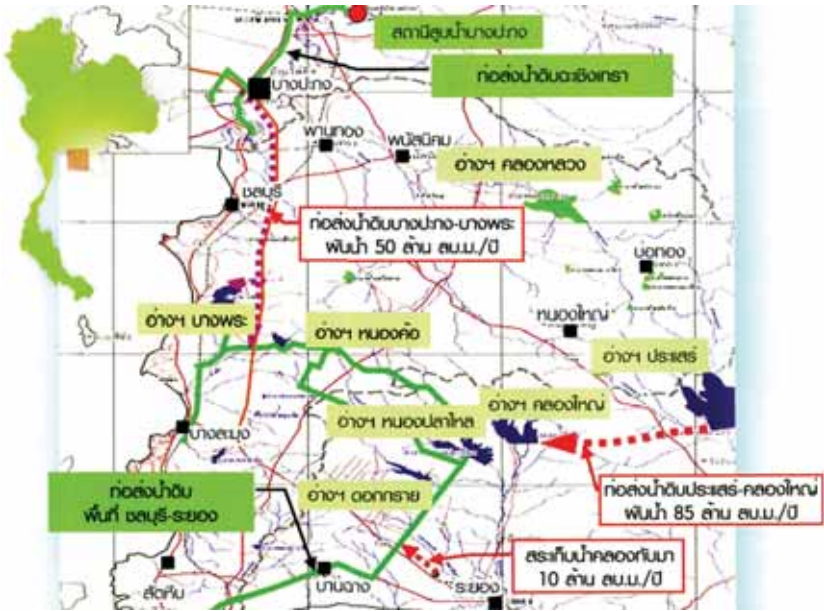 สถานีสูบน้ำบางปะกง
ท่อส่งน้ำดิบฉะเชิงเทรา
บางปะกง
พานทอง
พนัสนิคม
อ่างฯ คลองหลวง
ชลบุรี
ท่อส่งน้ำดิบบางปะกง-บางพระ
ผันน้ำ 50 ล้าน ลบ.ม./ปี
บ่อทอง
อ่างฯ บางพระ
อ่างฯ หนองค้อ
หนองใหญ่
อ่างฯ ประแสร์
อ่างฯ หนองปลาไหล
อ่างฯ คลองใหญ่
บางละมุง
ท่อส่งน้ำดิบ
พื้นที่ ชลบุรี-ระยอง
อ่างฯ ดอกกราย
ท่อส่งน้ำดิบประแสร์-คลองใหญ่
ผันน้ำ 85 ล้าน ลบ.ม./ปี
สระเก็บน้ำคลองทับมา
10 ล้าน ลบ.ม./ปี
สัตหีบ
บ้านฉาง
ระยอง